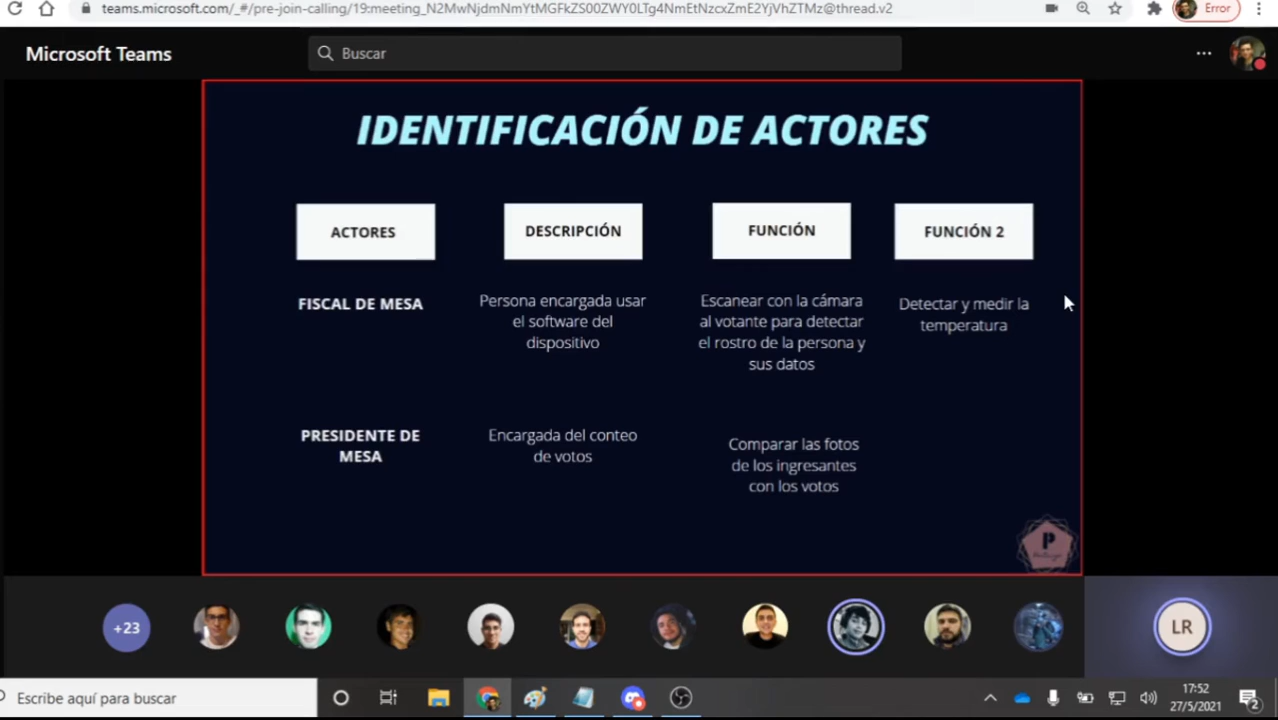 teams.microsoft.com/_#/pre-join-calling/19:meeting_N2MwNjdmNmYtMGFkZS00ZWY0LTg4NmEtNzcxZmE2YjVhZTMz@thread.v2
Error
Microsoft Teams
Buscar
IDENTIFICACIÓN DE ACTORES
ACTORES
DESCRIPCIÓN
FUNCIÓN
FUNCIÓN 2
FISCAL DE MESA
Persona encargada usar
el software del
dispositivo
Escanear con la cámara
al votante para detectar
el rostro de la persona y
sus datos
Detectar y medir la
temperatura
PRESIDENTE DE
MESA
Encargada del conteo
de votos
Comparar las fotos
de los ingresantes
con los votos
P
+23
LR
Escribe aquí para buscar
17:52
27/5/2021
2